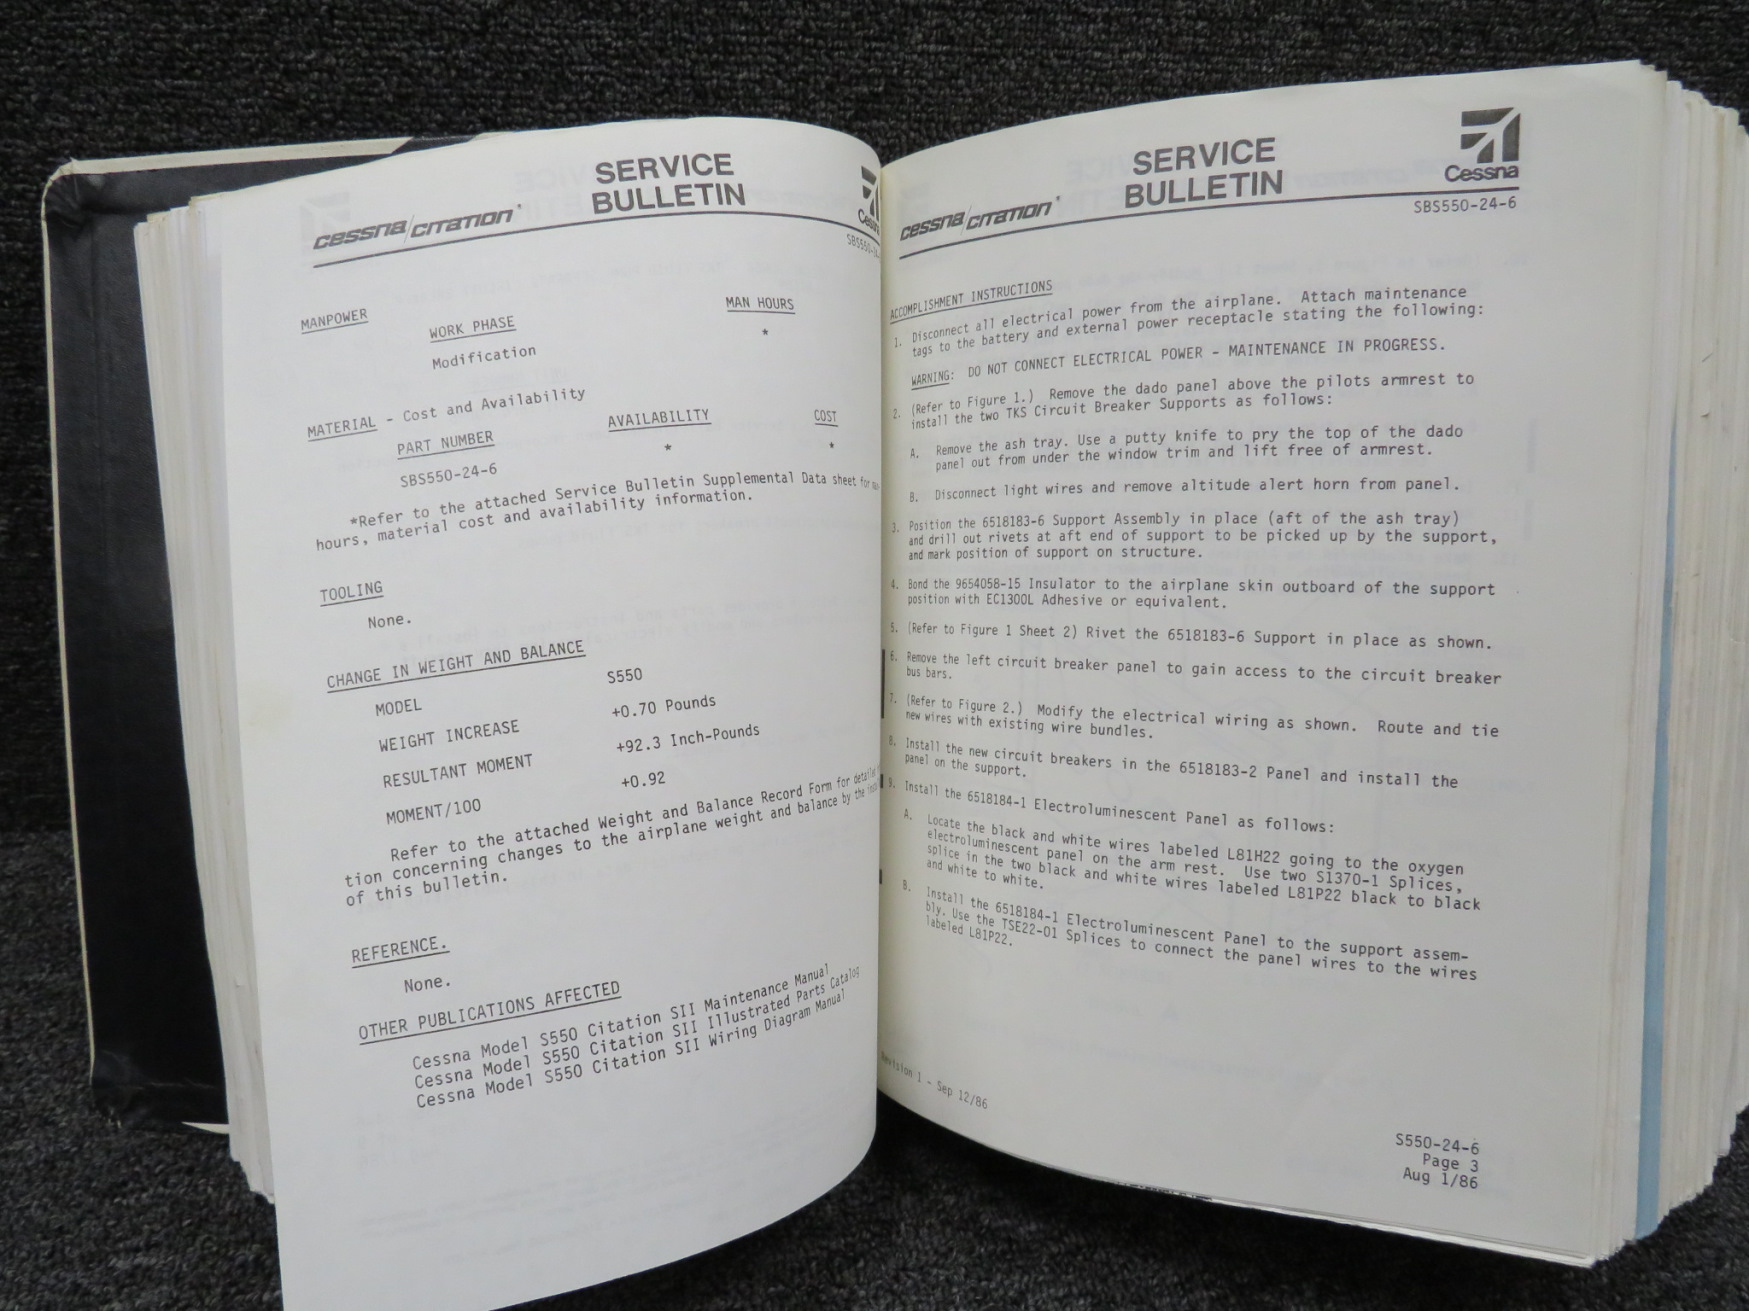 SERVICE
BULLETIN
cessna/citation
Cessna
MANPOWER
WORK PHASE MAN HOURS
Modification *
MATERIAL - Cost and Availability
PART NUMBER AVAILABILITY COST
SBS550-24-6 * *
*Refer to the attached Service Bulletin Supplemental Data sheet for
hours, material cost and availability information.
TOOLING
None.
CHANGE IN WEIGHT AND BALANCE
MODEL S550
WEIGHT INCREASE +0.70 Pounds
RESULTANT MOMENT +92.3 Inch-Pounds
MOMENT/100 +0.92
Refer to the attached Weight and Balance Record Form for
tion concerning changes to the airplane weight and balance by the
of this bulletin.
REFERENCE.
None.
OTHER PUBLICATIONS AFFECTED
Cessna Model S550 Citation SII Maintenance Manual
Cessna Model S550 Citation SII Illustrated Parts Catalog
Cessna Model S550 Citation SII Wiring Diagram Manual
SERVICE
BULLETIN
cessna/citation
Cessna
SBS550-24-6
ACCOMPLISHMENT INSTRUCTIONS
1. Disconnect all electrical power from the airplane. Attach maintenance
tags to the battery and external power receptacle stating the following:
WARNING: DO NOT CONNECT ELECTRICAL POWER - MAINTENANCE IN PROGRESS.
2. (Refer to Figure 1.) Remove the dado panel above the pilots armrest to
install the two TKS Circuit Breaker Supports as follows:
A. Remove the ash tray. Use a putty knife to pry the top of the dado
panel out from under the window trim and lift free of armrest.
B. Disconnect light wires and remove altitude alert horn from panel.
3. Position the 6518183-6 Support Assembly in place (aft of the ash tray)
and drill out rivets at aft end of support to be picked up by the support,
and mark position of support on structure.
4. Bond the 9654058-15 Insulator to the airplane skin outboard of the support
position with EC1300L Adhesive or equivalent.
5. (Refer to Figure 1 Sheet 2) Rivet the 6518183-6 Support in place as shown.
6. Remove the left circuit breaker panel to gain access to the circuit breaker
bus bars.
7. (Refer to Figure 2.) Modify the electrical wiring as shown. Route and tie
new wires with existing wire bundles.
8. Install the new circuit breakers in the 6518183-2 Panel and install the
panel on the support.
9. Install the 6518184-1 Electroluminescent Panel as follows:
A. Locate the black and white wires labeled L81H22 going to the oxygen
electroluminescent panel on the arm rest. Use two S1370-1 Splices,
splice in the two black and white wires labeled L81P22 black to black
and white to white.
B. Install the 6518184-1 Electroluminescent Panel to the support assem-
bly. Use the TSE22-01 Splices to connect the panel wires to the wires
labeled L81P22.
Revision 1 - Sep 12/86
S550-24-6
Page 3
Aug 1/86